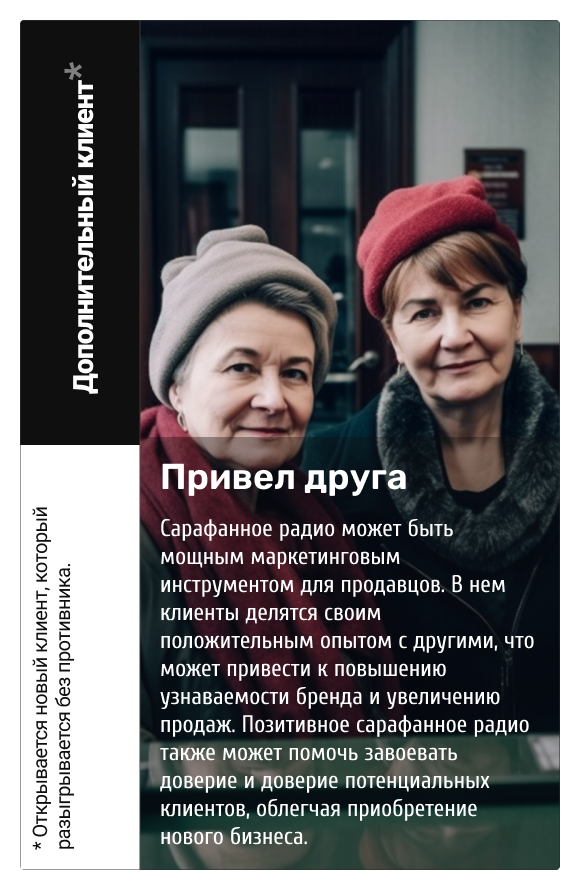 Дополнительный клиент*
* Открывается новый клиент, который
разыгрывается без противника.
Привел друга
Сарафанное радио может быть
мощным маркетинговым
инструментом для продавцов. В нем
клиенты делятся своим
положительным опытом с другими, что
может привести к повышению
узнаваемости бренда и увеличению
продаж. Позитивное сарафанное радио
также может помочь завоевать
доверие и доверие потенциальных
клиентов, облегчая приобретение
нового бизнеса.